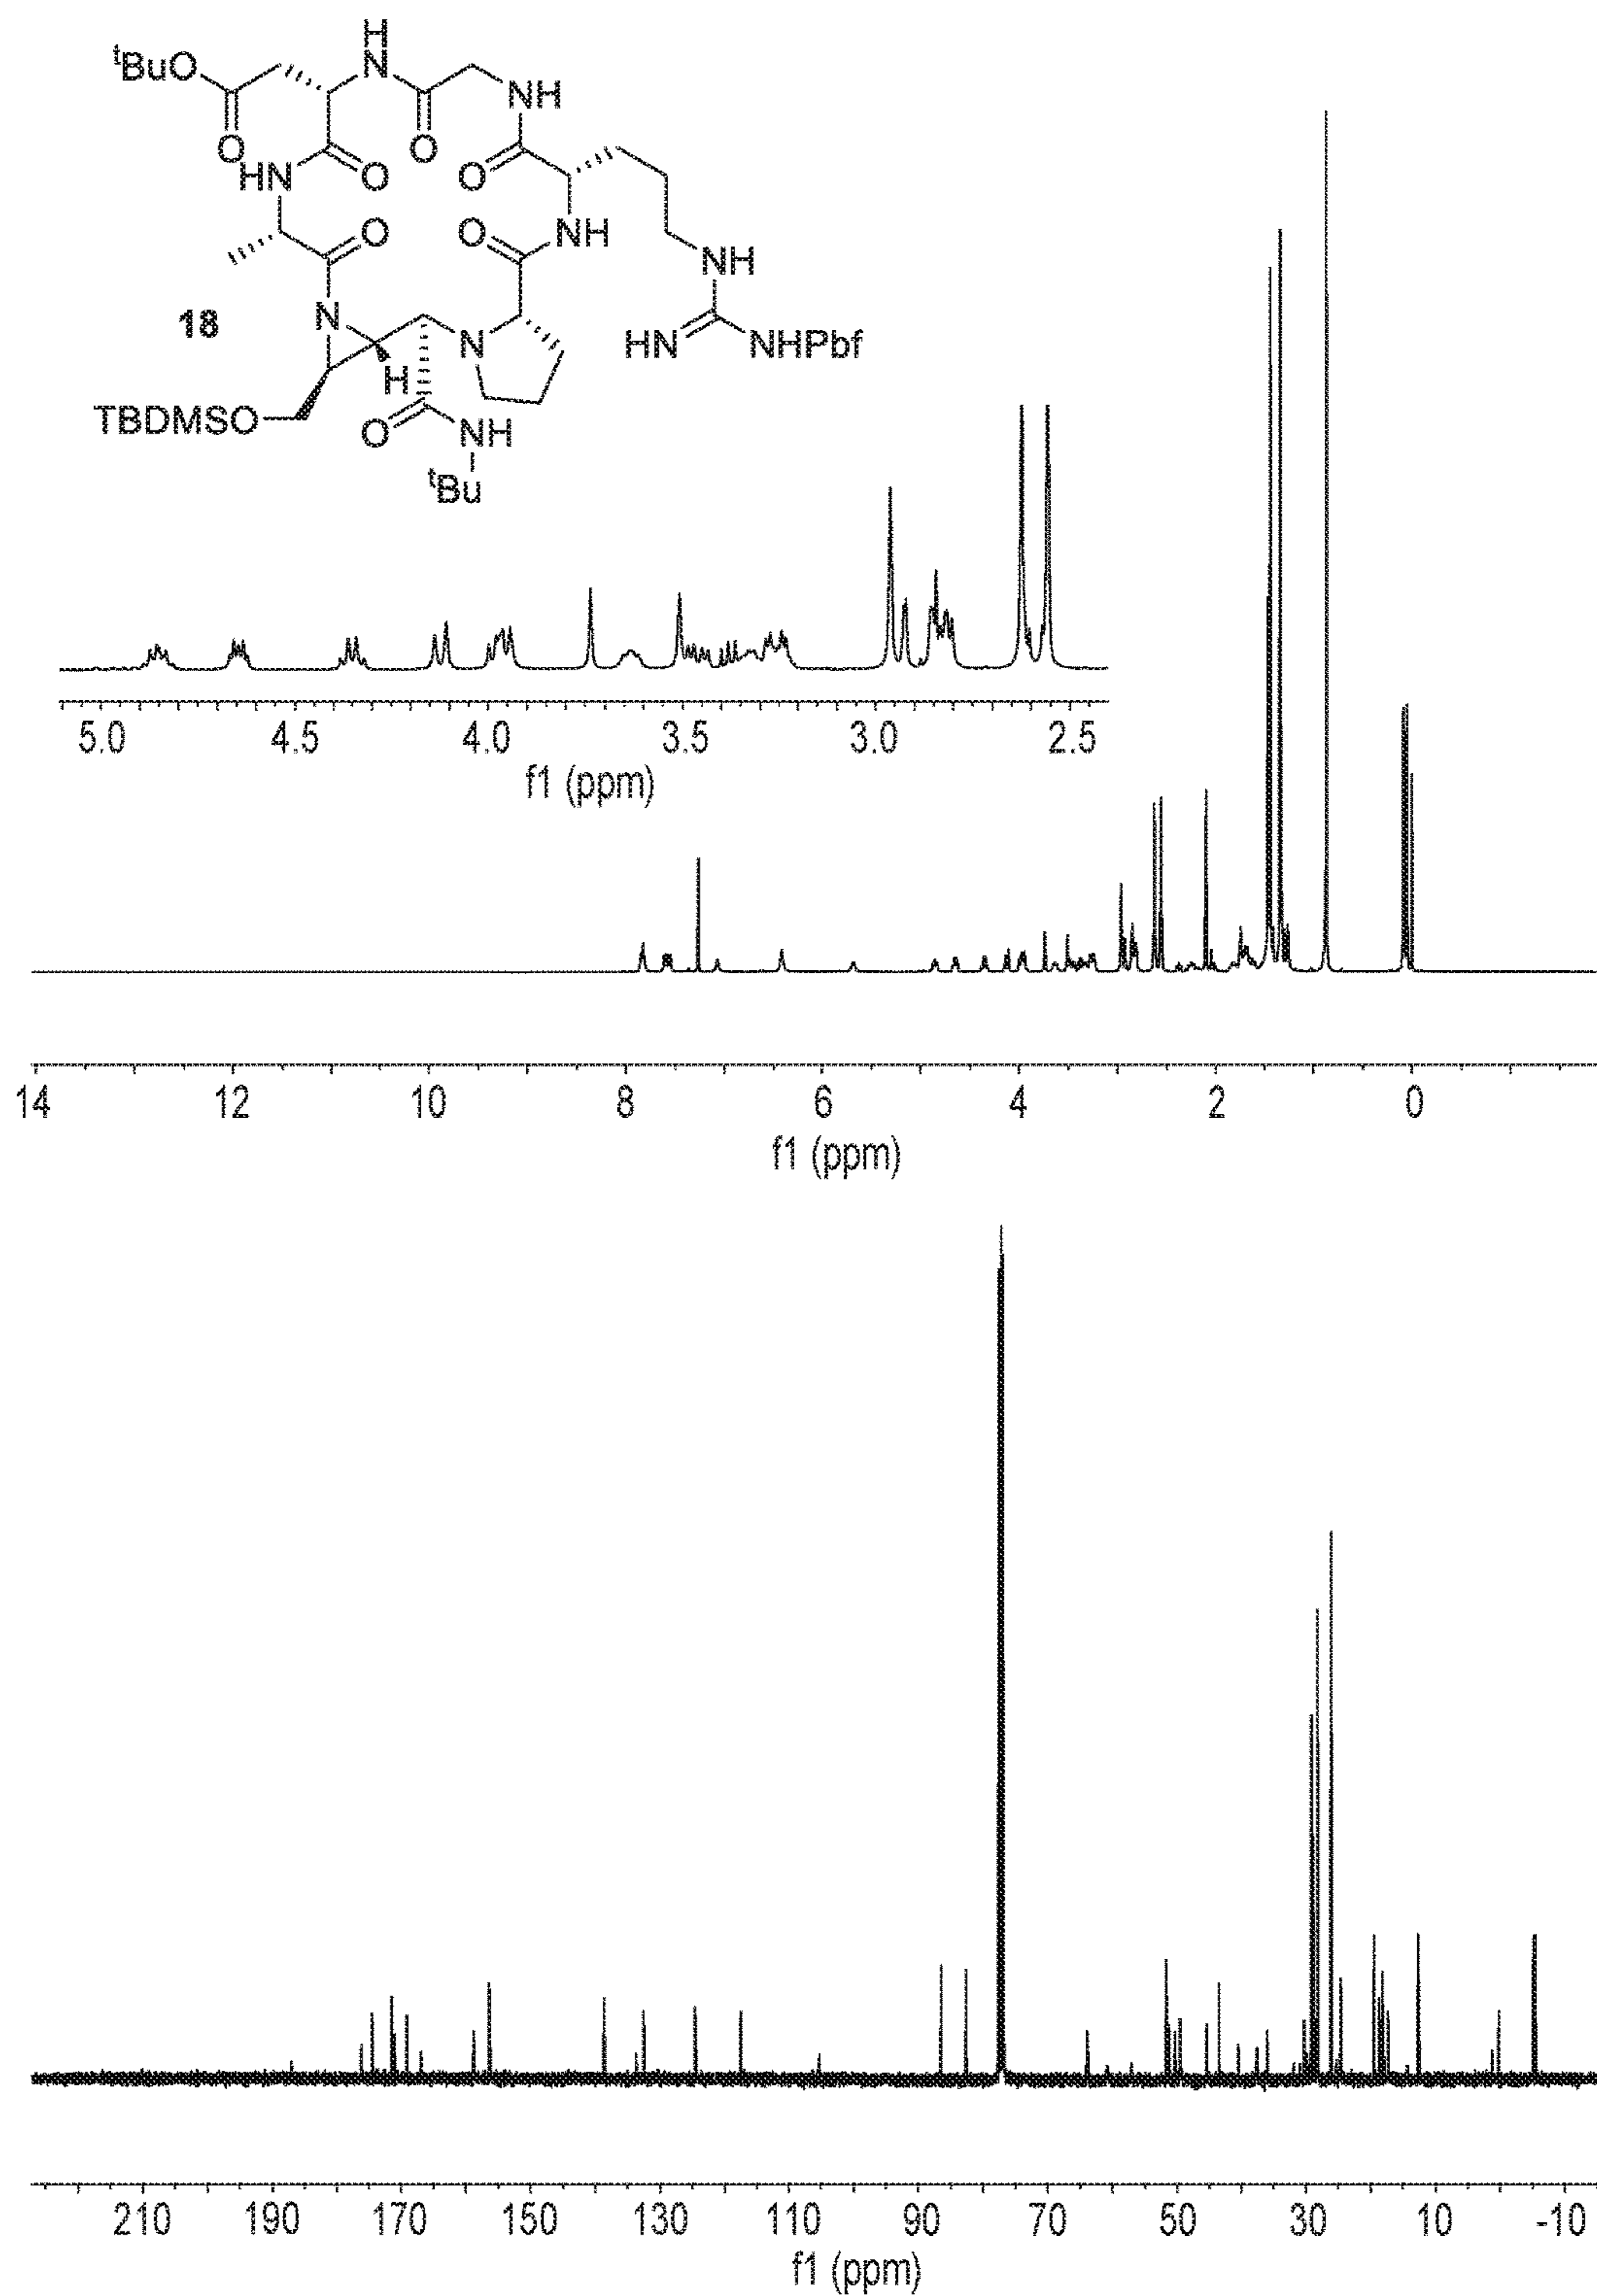 H
N
tBuO
NH
O
O
HN
O
O
O
O
NH
NH
18
N
N
HN
NHPbf
H
TBDMSO
O
NH
tBu
5.0 4.5 4.0 3.5 3.0 2.5
f1 (ppm)
14 12 10 8 6 4 2 0
f1 (ppm)
210 190 170 150 130 110 90 70 50 30 10 -10
f1 (ppm)